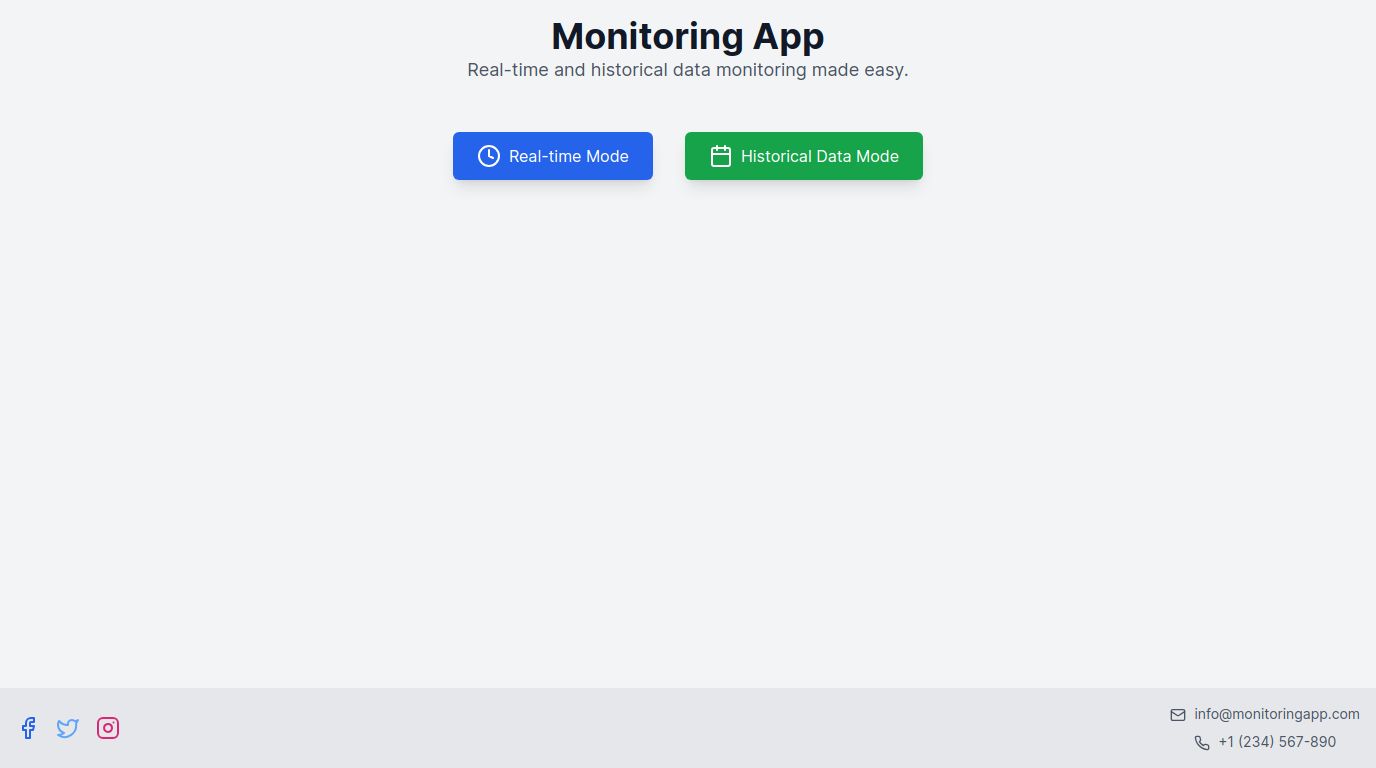 Monitoring App
Real-time and historical data monitoring made easy.
Real-time Mode
Historical Data Mode
info@monitoringapp.com
+1 (234) 567-890